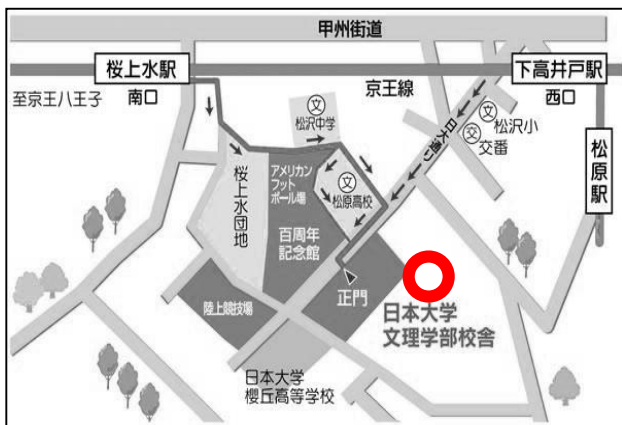 甲州街道
桜上水駅
下高井戸駅
至京王八王子
南口
京王線
西口
文
松沢中学
日大通り
文
松沢小
交
交番
松原駅
桜上水団地
アメリカン
フット
ボール場
文
松原高校
百周年
記念館
陸上競技場
正門
日本大学
文理学部校舎
日本大学
櫻丘高等学校